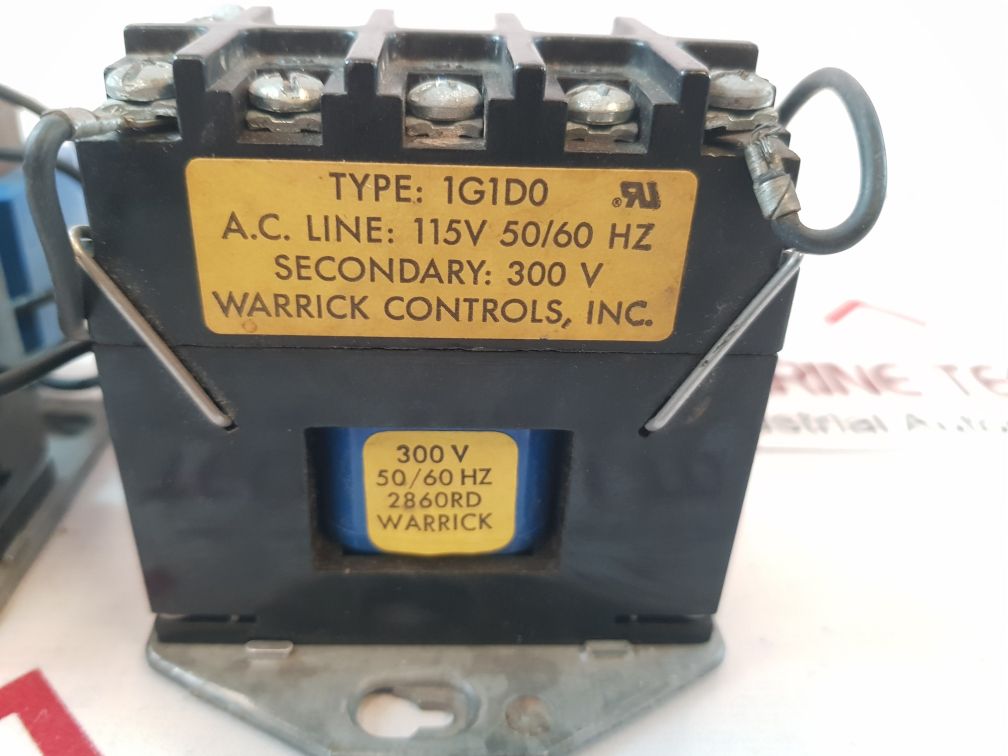 TYPE: 1G1D0
A.C. LINE: 115V 50/60 HZ
SECONDARY: 300 V
WARRICK CONTROLS, INC.
300 V
50/60 HZ
2860RD
WARRICK